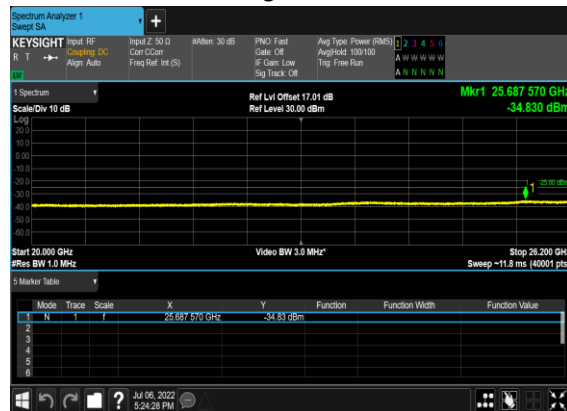 Spectrum Analyzer 1
Swept SA
+
KEYSIGHT Input: RF Input Z: 50 Ω #Atten: 30 dB PNO: Fast Avg Type: Power (RMS) 1 2 3 4 5 6
R T Coupling: DC Corr CCorr Gate: Off Avg|Hold: 100/100 A W W W W W
Align: Auto Freq Ref: Int (S) IF Gain: Low Trig: Free Run A N N N N N
Sig Track: Off
1 Spectrum
Scale/Div 10 dB Ref Lvl Offset 17.01 dB Mkr1 25.687 570 GHz
Ref Level 30.00 dBm -34.830 dBm
Log
20.0
10.0
0.00
-10.0
-20.0
-25.00 dBm
1
-30.0
-40.0
-50.0
-60.0
Start 20.000 GHz Video BW 3.0 MHz* Stop 26.200 GHz
#Res BW 1.0 MHz Sweep ~11.8 ms (40001 pts)
5 Marker Table
Mode Trace Scale X Y Function Function Width Function Value
1 N 1 f 25.687 570 GHz -34.83 dBm
2
3
4
5
6
? Jul 06, 2022
5:24:28 PM